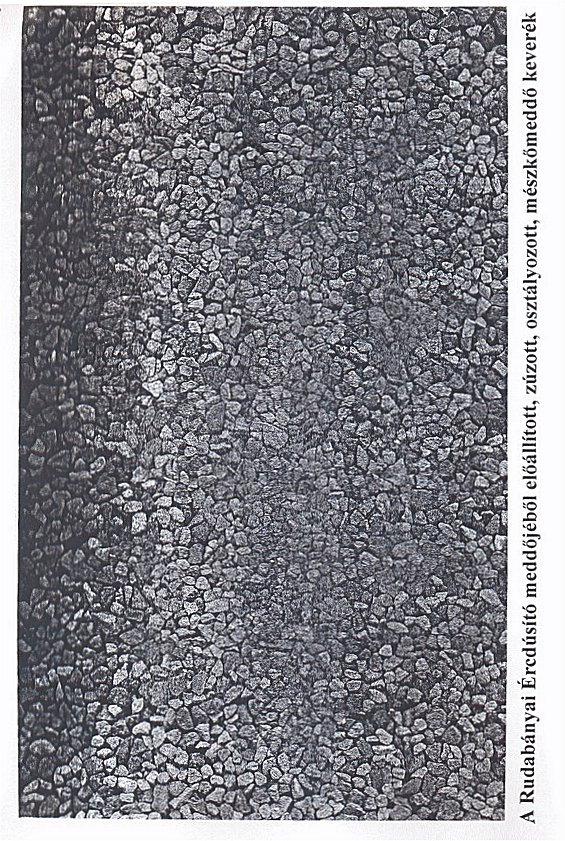 A Rudabányai Ércdúsító meddőjéből előállított, zúzott, osztályozott, mészkőmeddő keverék